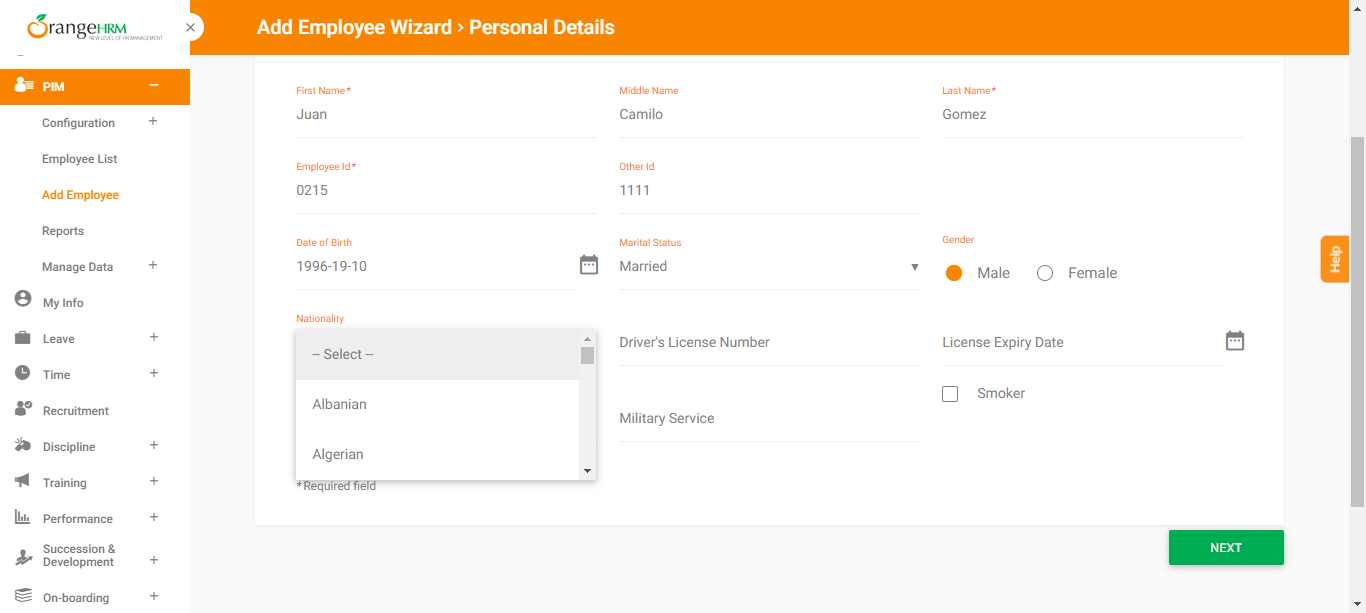 OrangeHRM
NEW LEVEL OF HR MANAGEMENT
×
Add Employee Wizard › Personal Details
PIM –
Configuration +
Employee List
Add Employee
Reports
Manage Data +
My Info
Leave +
Time +
Recruitment
Discipline +
Training +
Performance +
Succession &
Development +
On-boarding +
First Name* Middle Name Last Name*
Juan Camilo Gomez
Employee Id* Other Id
0215 1111
Date of Birth Marital Status Gender
1996-19-10 Married Male Female
Nationality
-- Select -- Driver's License Number License Expiry Date
Smoker
Albanian
Military Service
Algerian
* Required field
NEXT
Help